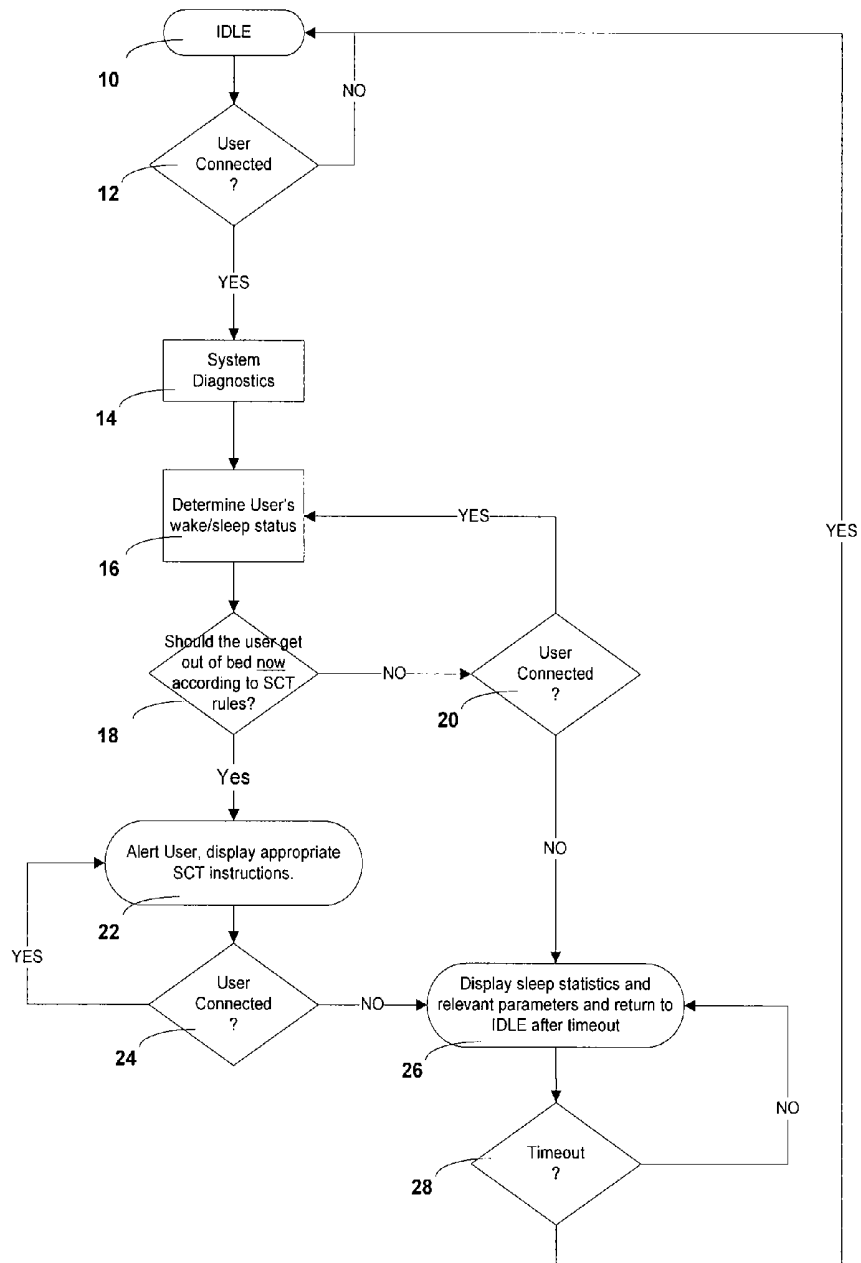 IDLE
10
NO
User
Connected
?
12
YES
System
Diagnostics
14
Determine User's
wake/sleep status
16
YES
YES
Should the user get
out of bed now
according to SCT
rules?
18
NO
User
Connected
?
20
Yes
NO
Alert User, display appropriate
SCT instructions.
22
YES
User
Connected
?
24
NO
Display sleep statistics and
relevant parameters and return to
IDLE after timeout
26
NO
Timeout
?
28